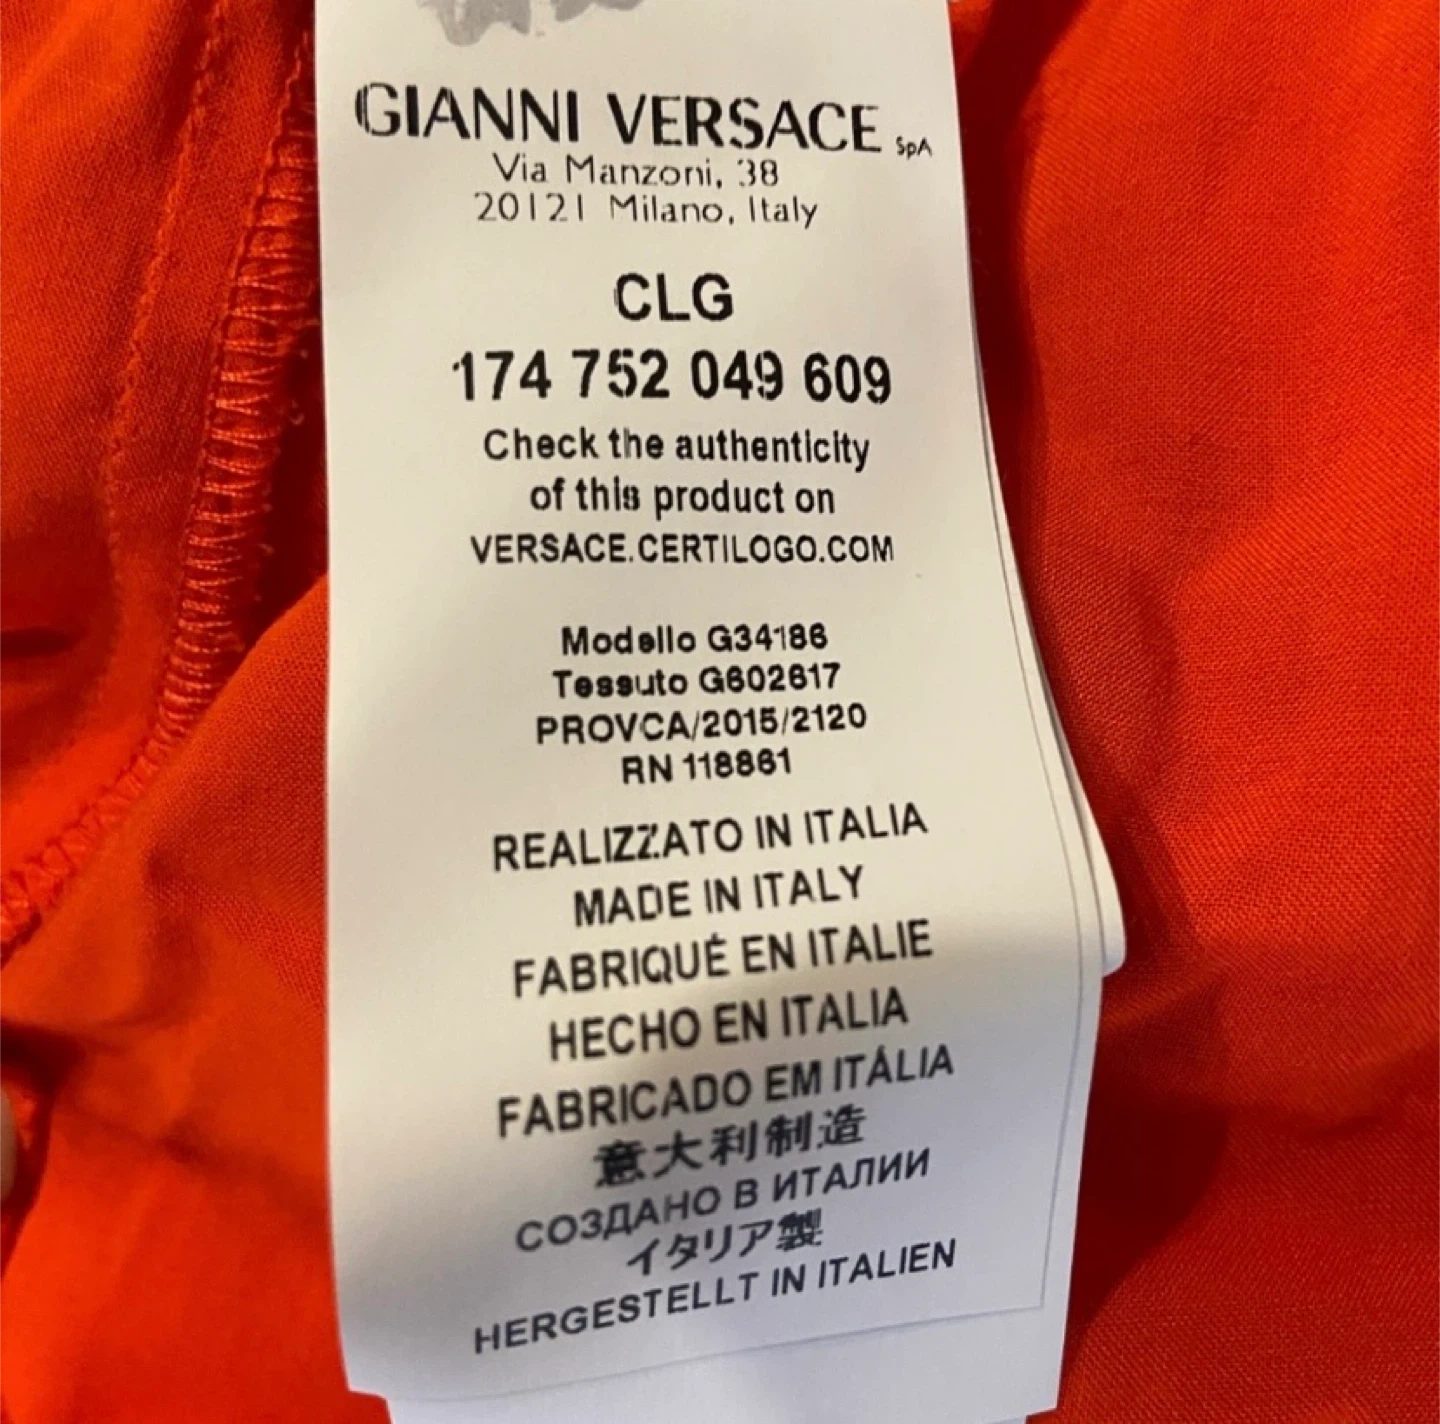 GIANNI VERSACE SpA
Via Manzoni, 38
20121 Milano, Italy
CLG
174 752 049 609
Check the authenticity
of this product on
VERSACE.CERTILOGO.COM
Modello G34186
Tessuto G602617
PROVCA/2015/2120
RN 118861
REALIZZATO IN ITALIA
MADE IN ITALY
FABRIQUÉ EN ITALIE
HECHO EN ITALIA
FABRICADO EM ITÁLIA
意大利制造
СОЗДАНО В ИТАЛИИ
イタリア製
HERGESTELLT IN ITALIEN